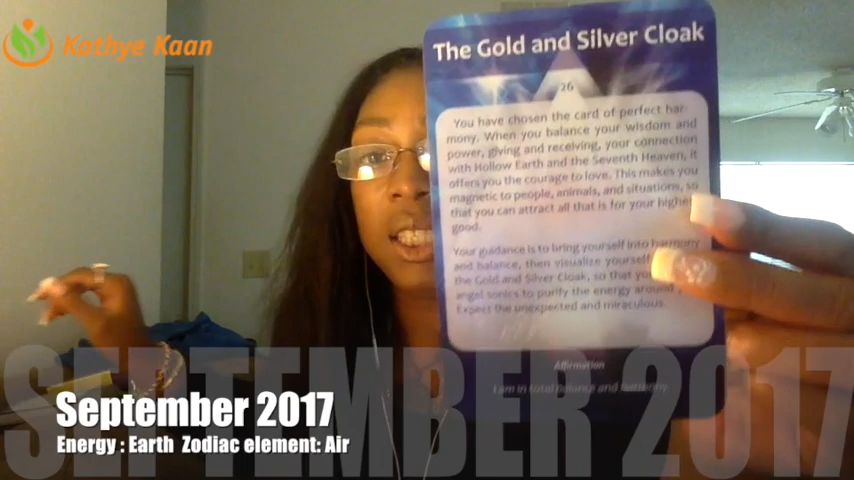 Kathye Kaan
The Gold and Silver Cloak
26
You have chosen the card of perfect har-
mony. When you balance your wisdom and
power, giving and receiving, your connection
with Hollow Earth and the Seventh Heaven, it
offers you the courage to love. This makes you
magnetic to people, animals, and situations, so
that you can attract all that is for your highest
good.
Your guidance is to bring yourself into harmony
and balance, then visualize yourself
the Gold and Silver Cloak, so that you
angel sonics to purify the energy around
Expect the unexpected and miraculous.
Affirmation
I am in total balance and harmony.
SEPTEMBER 2017
September 2017
Energy : Earth Zodiac element: Air